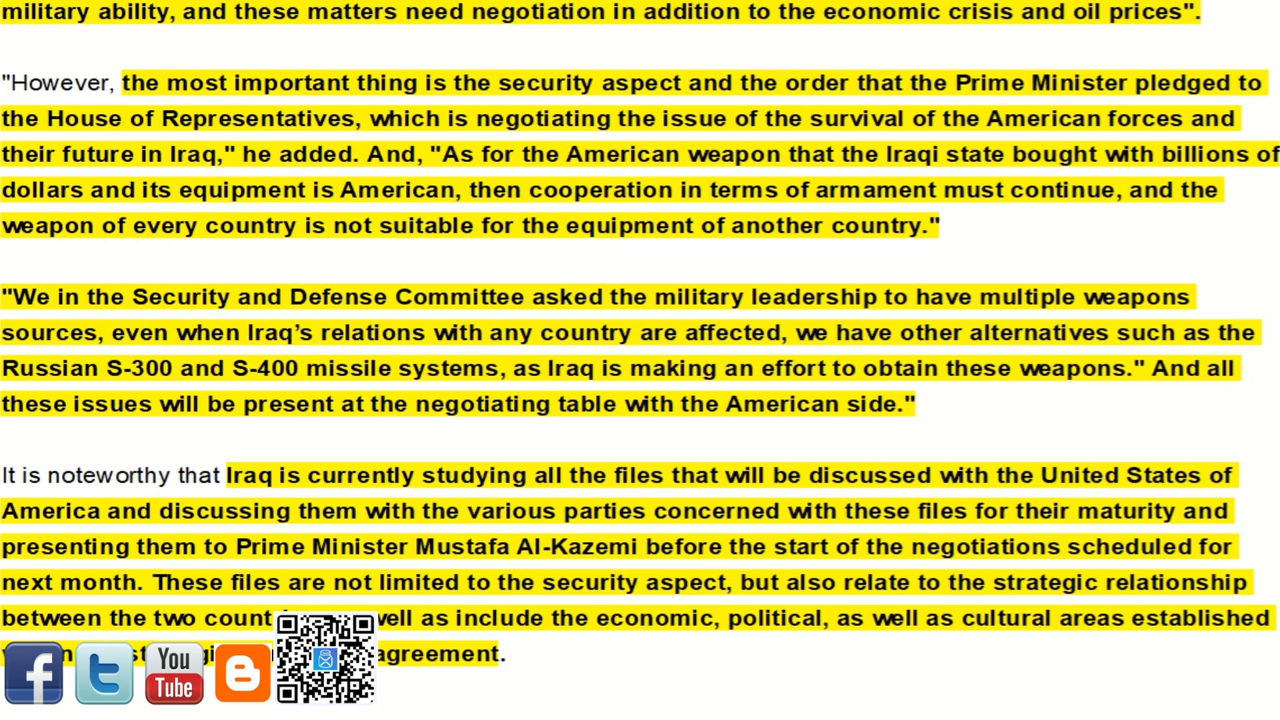 military ability, and these matters need negotiation in addition to the economic crisis and oil prices".
"However, the most important thing is the security aspect and the order that the Prime Minister pledged to
the House of Representatives, which is negotiating the issue of the survival of the American forces and
their future in Iraq," he added. And, "As for the American weapon that the Iraqi state bought with billions of
dollars and its equipment is American, then cooperation in terms of armament must continue, and the
weapon of every country is not suitable for the equipment of another country."
"We in the Security and Defense Committee asked the military leadership to have multiple weapons
sources, even when Iraq's relations with any country are affected, we have other alternatives such as the
Russian S-300 and S-400 missile systems, as Iraq is making an effort to obtain these weapons." And all
these issues will be present at the negotiating table with the American side."
It is noteworthy that Iraq is currently studying all the files that will be discussed with the United States of
America and discussing them with the various parties concerned with these files for their maturity and
presenting them to Prime Minister Mustafa Al-Kazemi before the start of the negotiations scheduled for
next month. These files are not limited to the security aspect, but also relate to the strategic relationship
between the two well as include the economic, political, as well as cultural areas established
agreement.
You
Tube